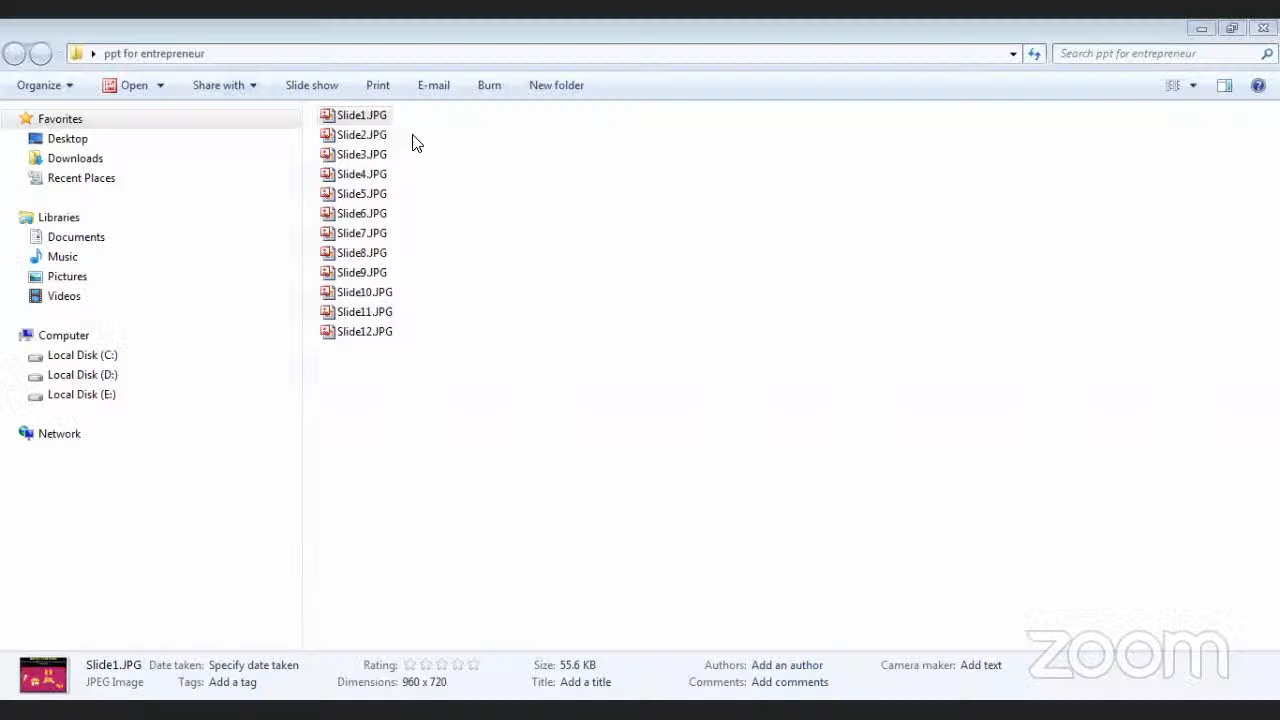 ppt for entrepreneur
Search ppt for entrepreneur
Organize Open Share with Slide show Print E-mail Burn New folder
Favorites
Desktop
Downloads
Recent Places
Libraries
Documents
Music
Pictures
Videos
Computer
Local Disk (C:)
Local Disk (D:)
Local Disk (E:)
Network
Slide1.JPG
Slide2.JPG
Slide3.JPG
Slide4.JPG
Slide5.JPG
Slide6.JPG
Slide7.JPG
Slide8.JPG
Slide9.JPG
Slide10.JPG
Slide11.JPG
Slide12.JPG
Slide1.JPG Date taken: Specify date taken Rating: Size: 55.6 KB Authors: Add an author Camera maker: Add text
JPEG Image Tags: Add a tag Dimensions: 960 x 720 Title: Add a title Comments: Add comments
zoom